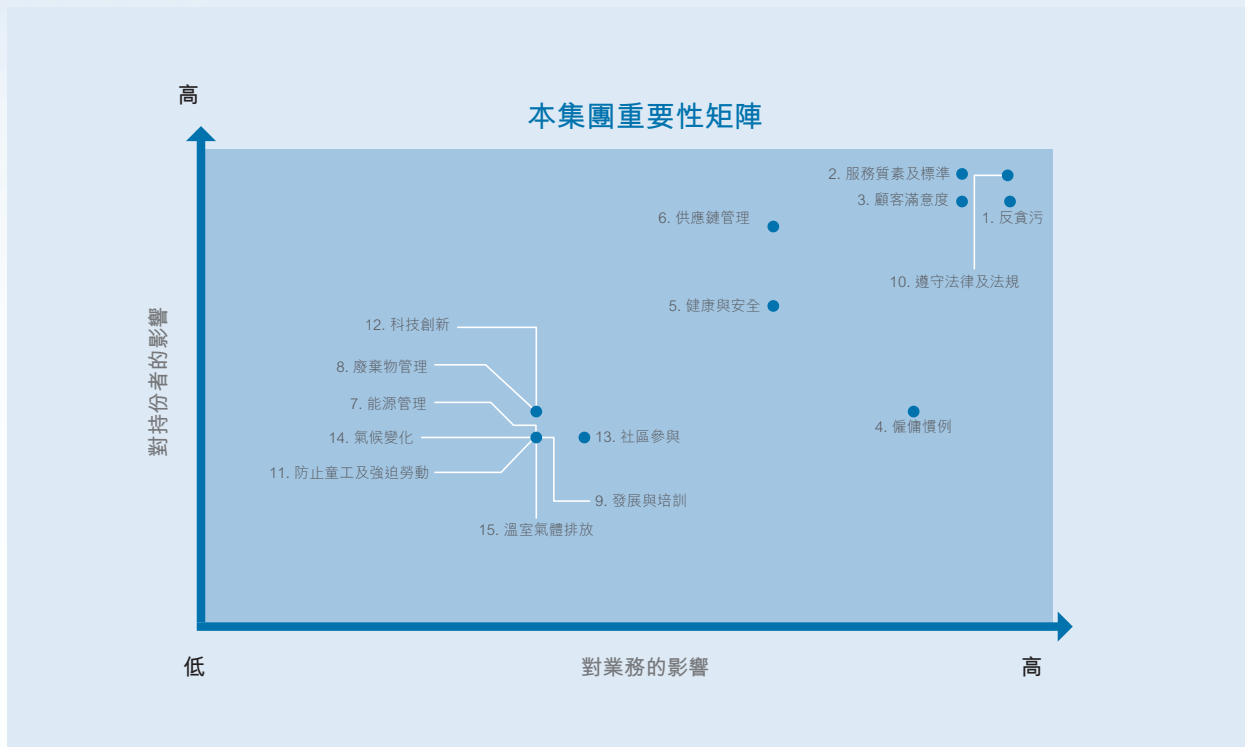 高
本集團重要性矩陣
2. 服務質素及標準
3. 顧客滿意度
1. 反貪污
6. 供應鏈管理
10. 遵守法律及法規
5. 健康與安全
對持份者的影響
12. 科技創新
8. 廢棄物管理
7. 能源管理
4. 僱傭慣例
14. 氣候變化
13. 社區參與
11. 防止童工及強迫勞動
9. 發展與培訓
15. 溫室氣體排放
低
對業務的影響
高